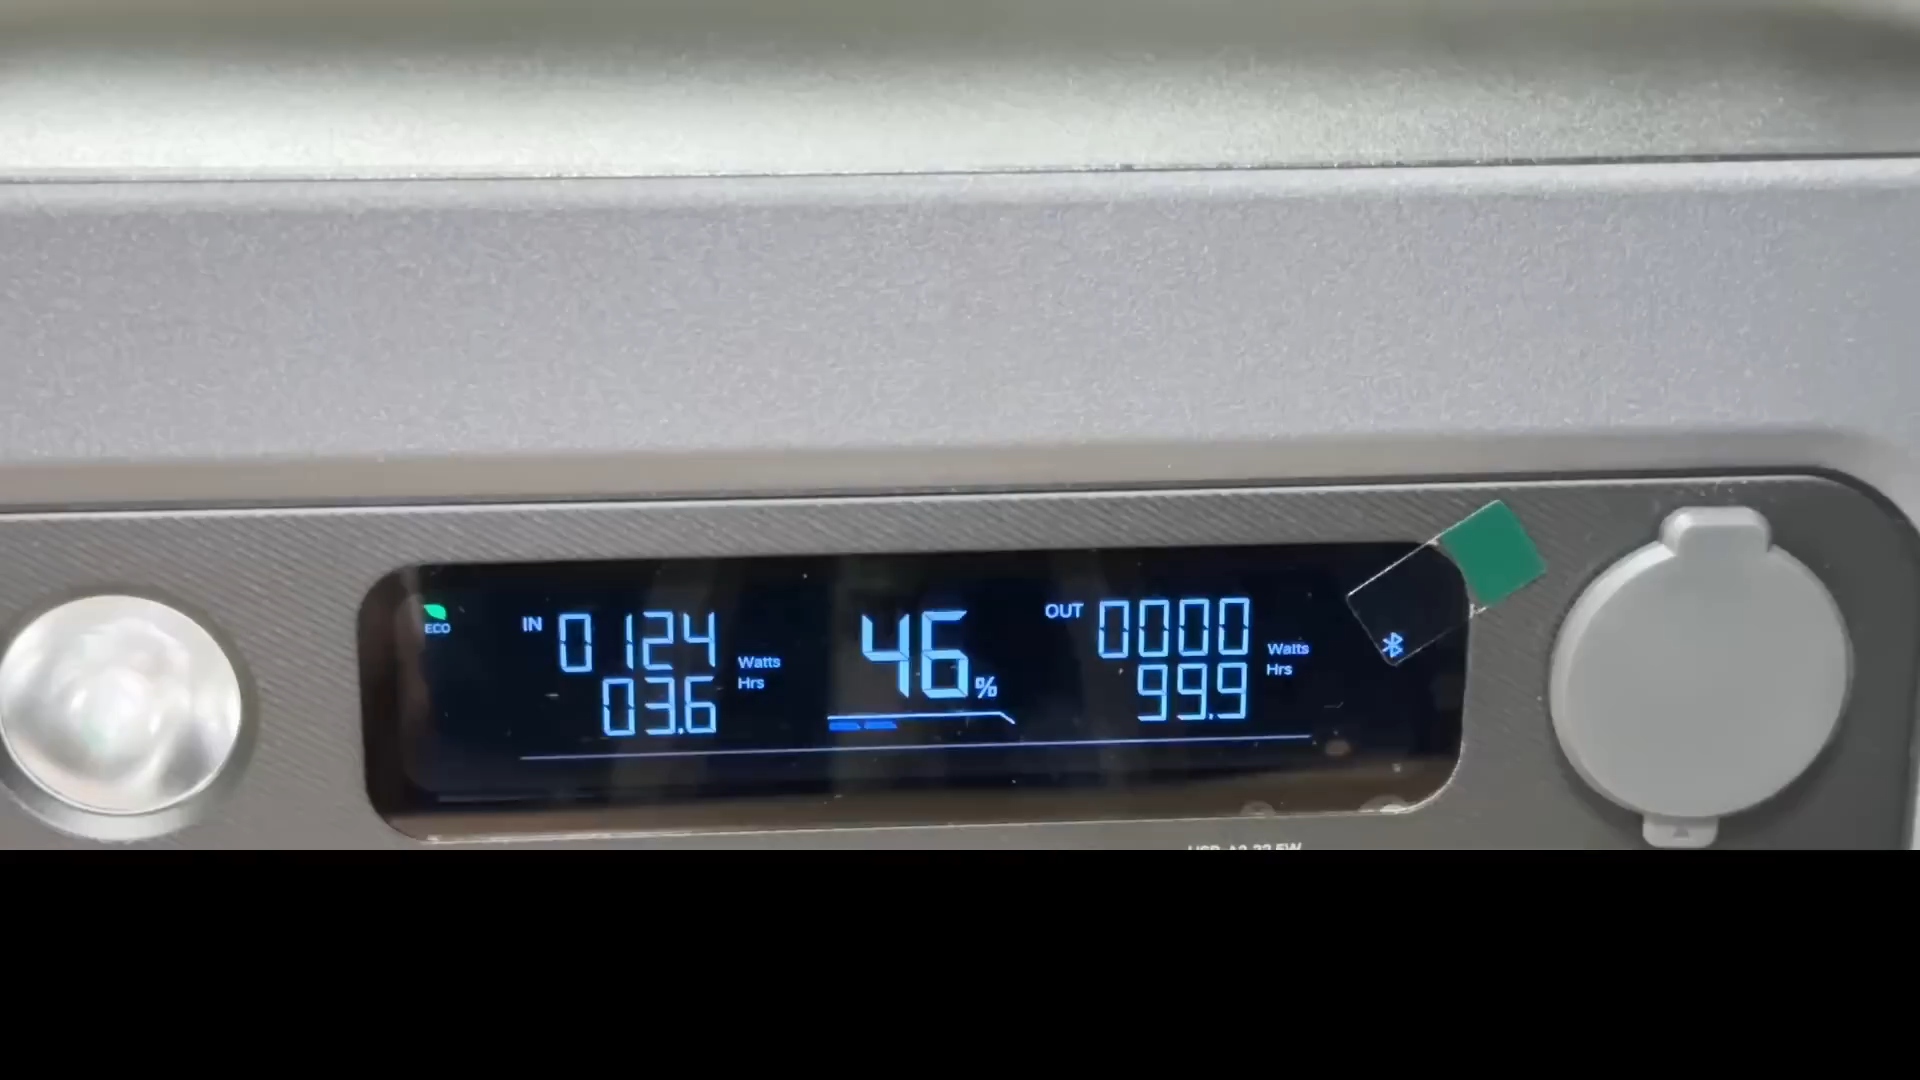 ECO
IN 0124 Watts
03.6 Hrs
46%
OUT 0000 Watts
99.9 Hrs